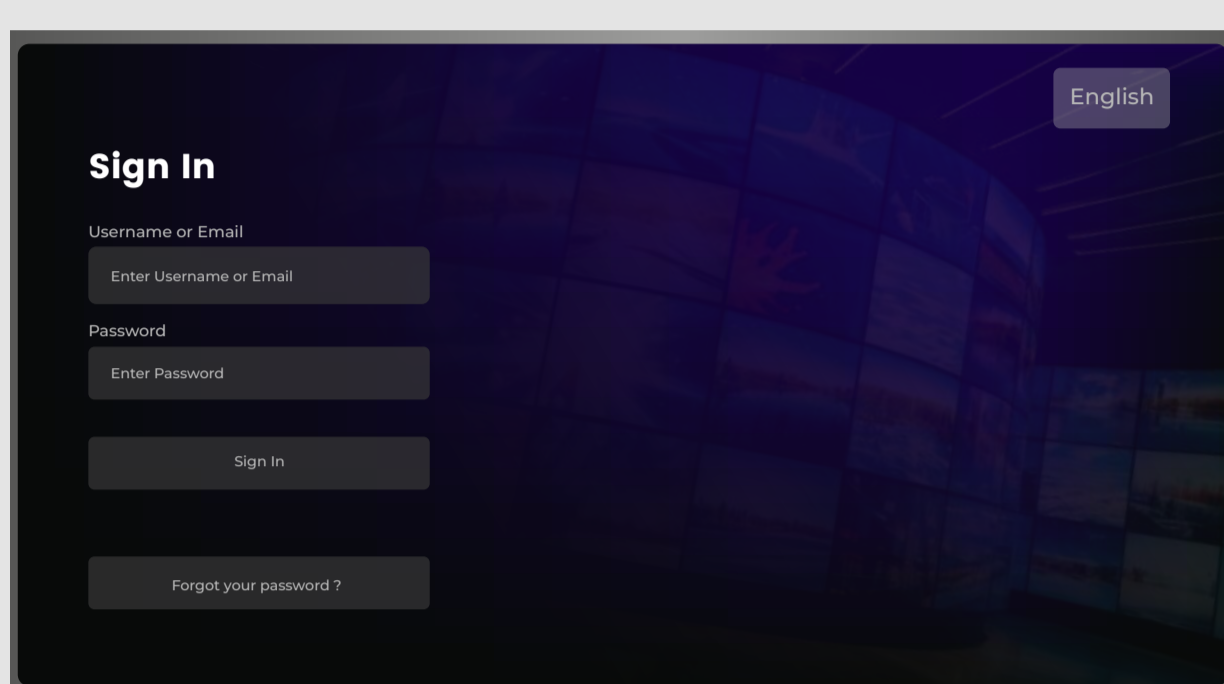 English
Sign In
Username or Email
Enter Username or Email
Password
Enter Password
Sign In
Forgot your password ?